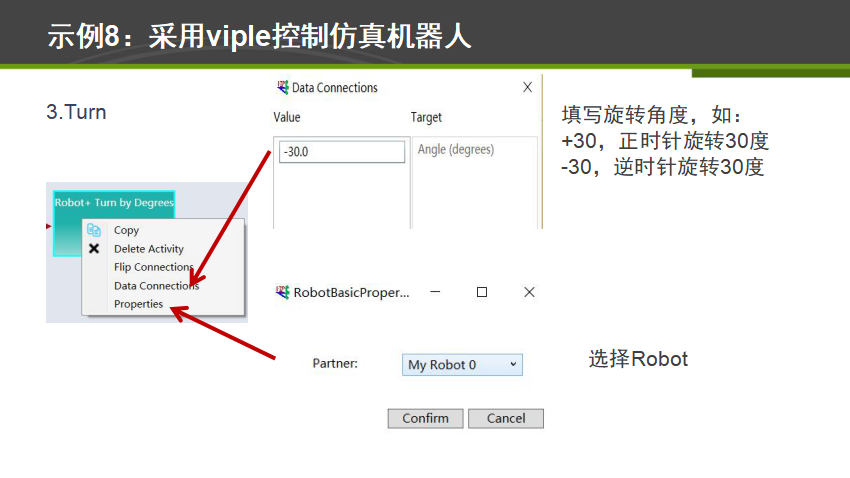 示例8：采用viple控制仿真机器人
3.Turn
Data Connections
Value
Target
-30.0
Angle (degrees)
填写旋转角度，如：
+30，正时针旋转30度
-30，逆时针旋转30度
Robot+ Turn by Degrees
Copy
Delete Activity
Flip Connections
Data Connections
Properties
RobotBasicProper...
Partner:
My Robot 0
选择Robot
Confirm
Cancel